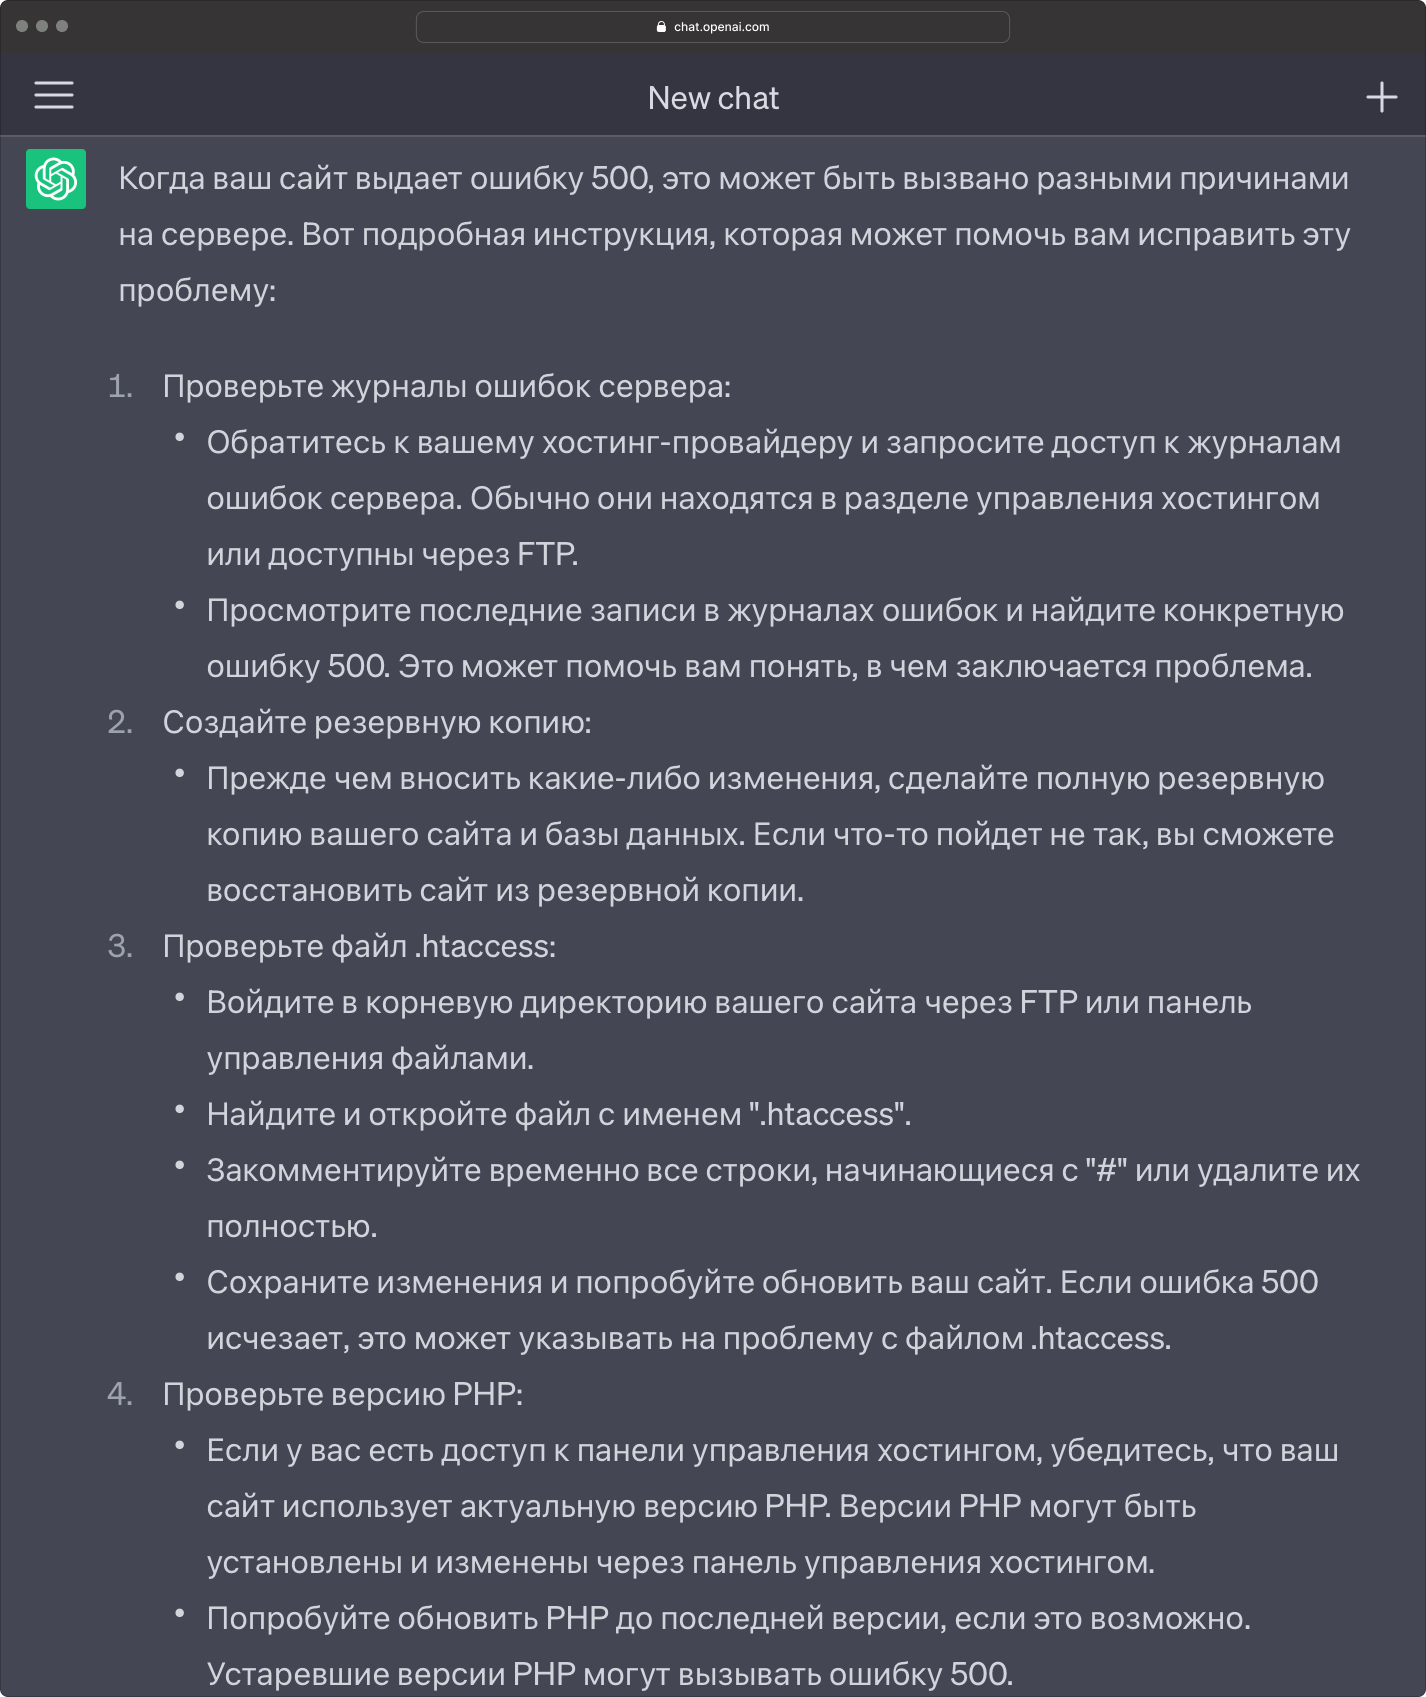 chat.openai.com
New chat
Когда ваш сайт выдает ошибку 500, это может быть вызвано разными причинами
на сервере. Вот подробная инструкция, которая может помочь вам исправить эту
проблему:
1. Проверьте журналы ошибок сервера:
• Обратитесь к вашему хостинг-провайдеру и запросите доступ к журналам
ошибок сервера. Обычно они находятся в разделе управления хостингом
или доступны через FTP.
• Просмотрите последние записи в журналах ошибок и найдите конкретную
ошибку 500. Это может помочь вам понять, в чем заключается проблема.
2. Создайте резервную копию:
• Прежде чем вносить какие-либо изменения, сделайте полную резервную
копию вашего сайта и базы данных. Если что-то пойдет не так, вы сможете
восстановить сайт из резервной копии.
3. Проверьте файл .htaccess:
• Войдите в корневую директорию вашего сайта через FTP или панель
управления файлами.
• Найдите и откройте файл с именем ".htaccess".
• Закомментируйте временно все строки, начинающиеся с "#" или удалите их
полностью.
• Сохраните изменения и попробуйте обновить ваш сайт. Если ошибка 500
исчезает, это может указывать на проблему с файлом .htaccess.
4. Проверьте версию PHP:
• Если у вас есть доступ к панели управления хостингом, убедитесь, что ваш
сайт использует актуальную версию PHP. Версии PHP могут быть
установлены и изменены через панель управления хостингом.
• Попробуйте обновить PHP до последней версии, если это возможно.
Устаревшие версии PHP могут вызывать ошибку 500.